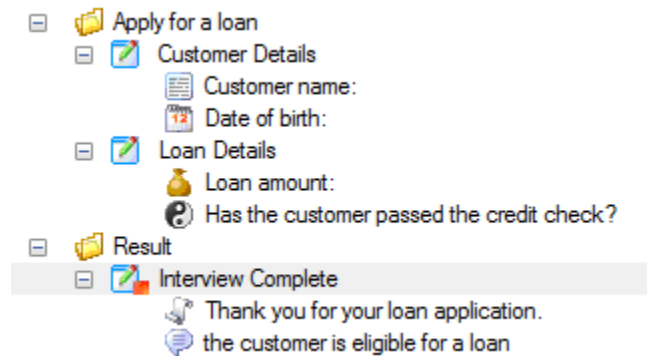 Apply for a loan
Customer Details
Customer name:
12
Date of birth:
Loan Details
Loan amount:
Has the customer passed the credit check?
Result
Interview Complete
Thank you for your loan application.
the customer is eligible for a loan